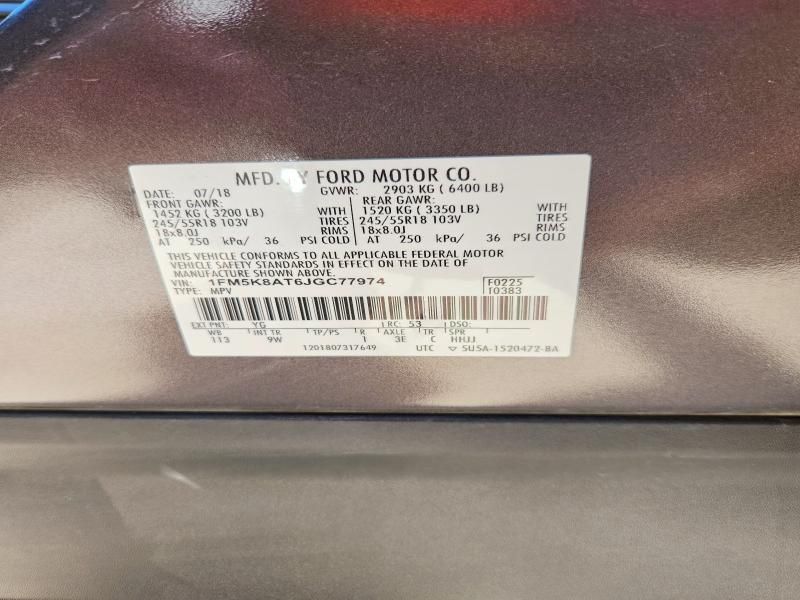 MFD. BY FORD MOTOR CO.
DATE: 07/18 GVWR: 2903 KG ( 6400 LB)
FRONT GAWR: REAR GAWR:
1452 KG ( 3200 LB) WITH 1520 KG ( 3350 LB) WITH
245/55R18 103V TIRES 245/55R18 103V TIRES
18x8.0J RIMS 18x8.0J RIMS
AT 250 kPa/ 36 PSI COLD AT 250 kPa/ 36 PSI COLD
THIS VEHICLE CONFORMS TO ALL APPLICABLE FEDERAL MOTOR
VEHICLE SAFETY STANDARDS IN EFFECT ON THE DATE OF
MANUFACTURE SHOWN ABOVE.
VIN: 1FM5K8AT6JGC77974 F0225
TYPE: MPV T0383
EXT PNT: YG RC: 53 DSO:
WB INT TR TP/PS R AXLE TR SPR
113 9W I 3E C HHJJ
1201807317649 UTC ▽ 5U5A-1520472-BA